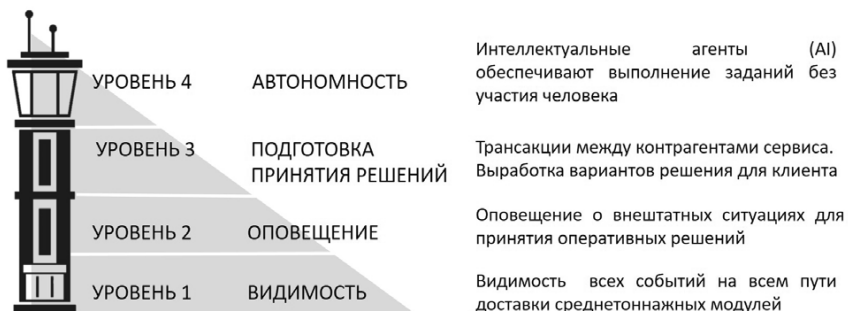 УРОВЕНЬ 4
АВТОНОМНОСТЬ
Интеллектуальные агенты (AI)
обеспечивают выполнение заданий без
участия человека
УРОВЕНЬ 3
ПОДГОТОВКА
ПРИНЯТИЯ РЕШЕНИЙ
Трансакции между контрагентами сервиса.
Выработка вариантов решения для клиента
УРОВЕНЬ 2
ОПОВЕЩЕНИЕ
Оповещение о внештатных ситуациях для
принятия оперативных решений
УРОВЕНЬ 1
ВИДИМОСТЬ
Видимость всех событий на всем пути
доставки среднетоннажных модулей